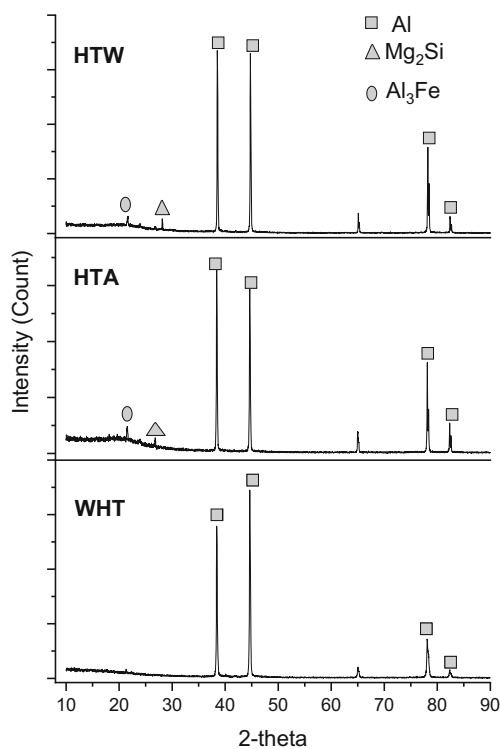 Al
Mg₂Si
Al₃Fe
HTW
HTA
WHT
Intensity (Count)
10 20 30 40 50 60 70 80 90
2-theta